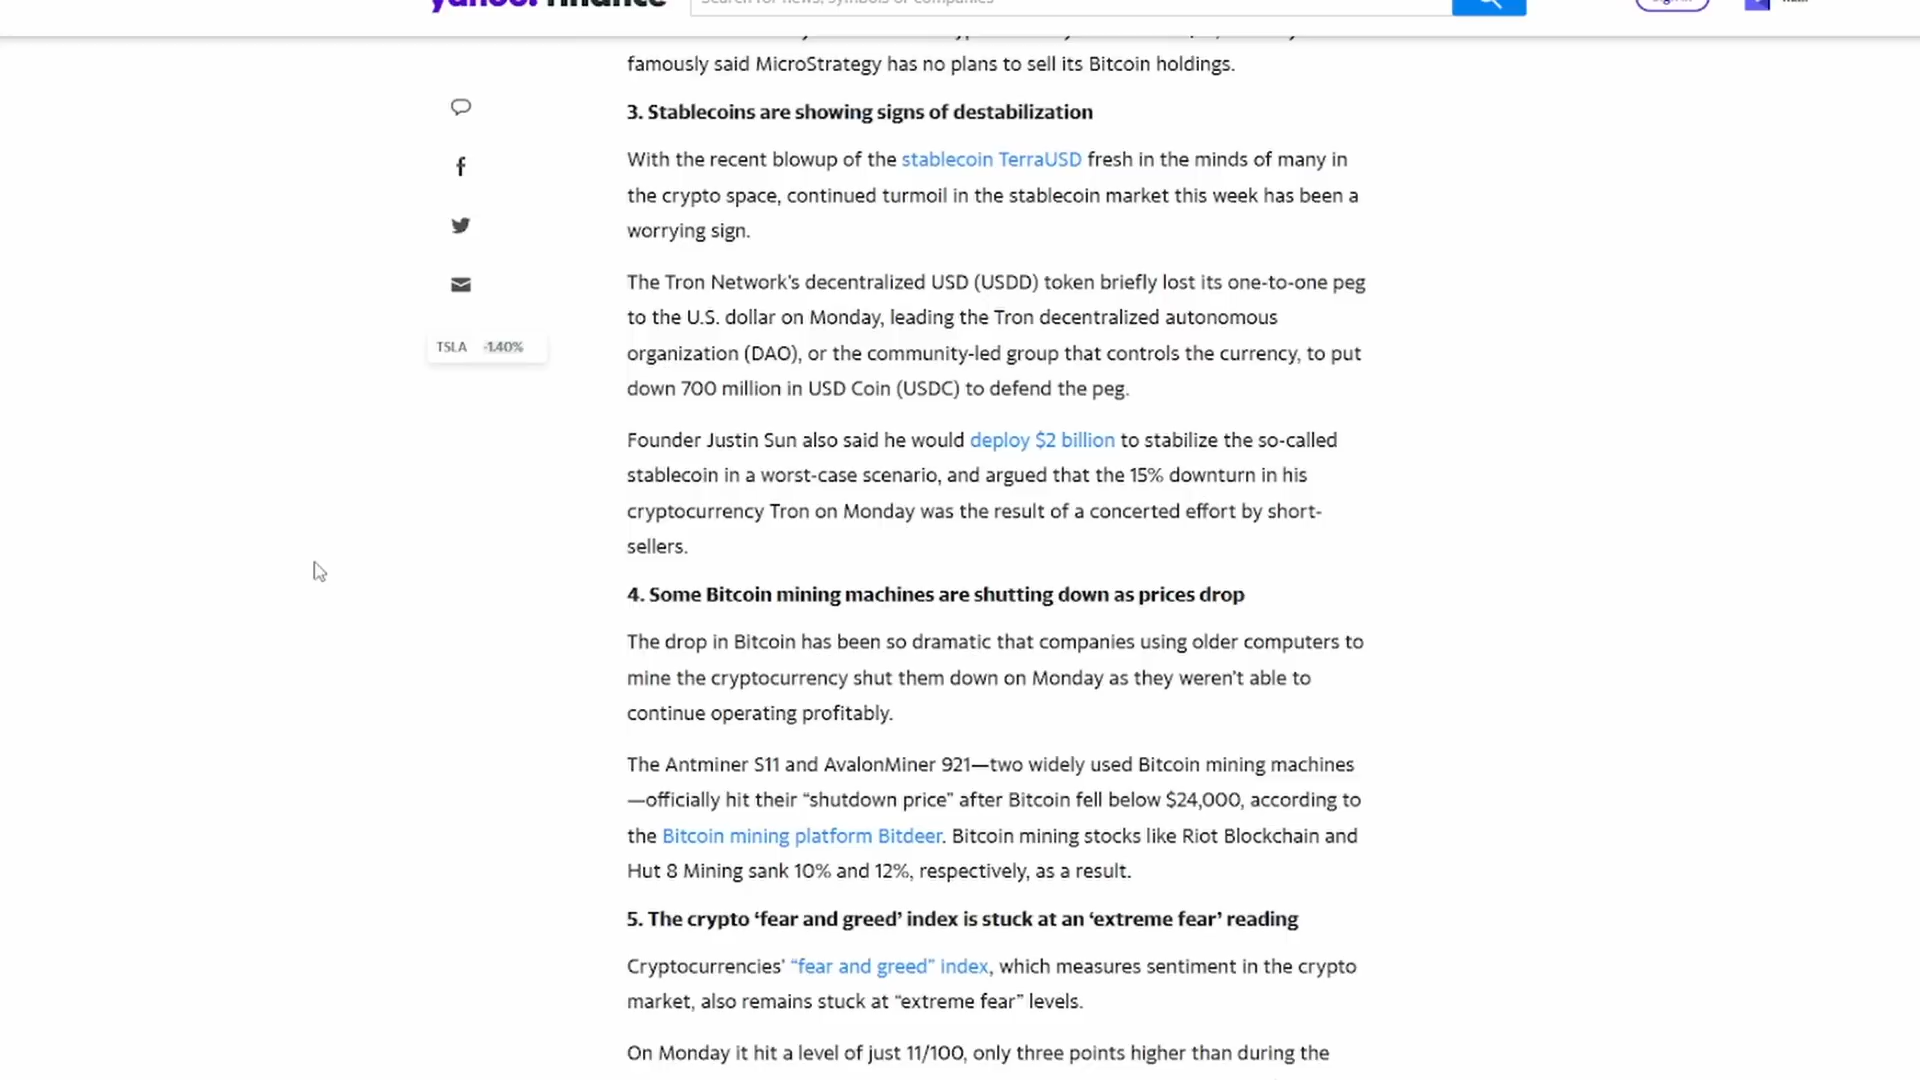 yahoo! finance
Search for news, symbols or companies
famously said MicroStrategy has no plans to sell its Bitcoin holdings.
3. Stablecoins are showing signs of destabilization
With the recent blowup of the stablecoin TerraUSD fresh in the minds of many in
the crypto space, continued turmoil in the stablecoin market this week has been a
worrying sign.
The Tron Network’s decentralized USD (USDD) token briefly lost its one-to-one peg
to the U.S. dollar on Monday, leading the Tron decentralized autonomous
TSLA -1.40%
organization (DAO), or the community-led group that controls the currency, to put
down 700 million in USD Coin (USDC) to defend the peg.
Founder Justin Sun also said he would deploy $2 billion to stabilize the so-called
stablecoin in a worst-case scenario, and argued that the 15% downturn in his
cryptocurrency Tron on Monday was the result of a concerted effort by short-
sellers.
4. Some Bitcoin mining machines are shutting down as prices drop
The drop in Bitcoin has been so dramatic that companies using older computers to
mine the cryptocurrency shut them down on Monday as they weren’t able to
continue operating profitably.
The Antminer S11 and AvalonMiner 921—two widely used Bitcoin mining machines
—officially hit their “shutdown price” after Bitcoin fell below $24,000, according to
the Bitcoin mining platform Bitdeer. Bitcoin mining stocks like Riot Blockchain and
Hut 8 Mining sank 10% and 12%, respectively, as a result.
5. The crypto ‘fear and greed’ index is stuck at an ‘extreme fear’ reading
Cryptocurrencies’ “fear and greed” index, which measures sentiment in the crypto
market, also remains stuck at “extreme fear” levels.
On Monday it hit a level of just 11/100, only three points higher than during the